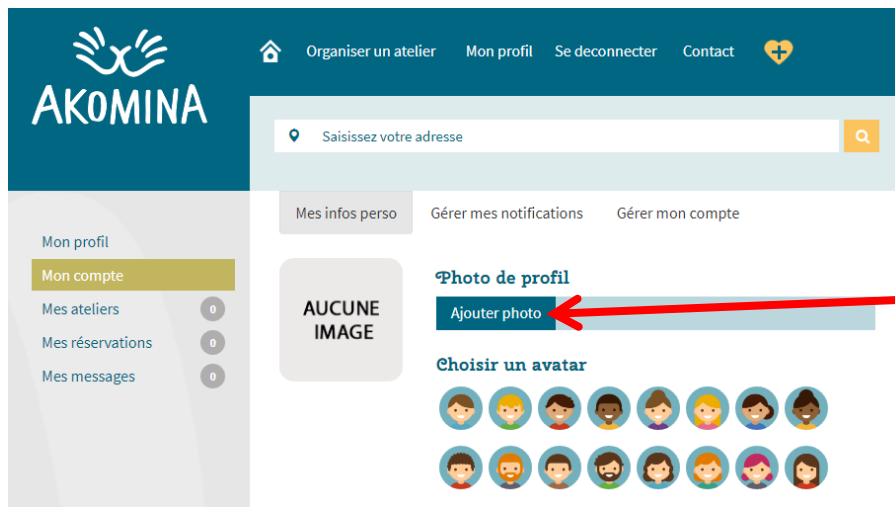 AKOMINA
Organiser un atelier Mon profil Se deconnecter Contact
Saisissez votre adresse
Mes infos perso Gérer mes notifications Gérer mon compte
Mon profil
Mon compte
Mes ateliers 0
Mes réservations 0
Mes messages 0
AUCUNE
IMAGE
Photo de profil
Ajouter photo
Choisir un avatar